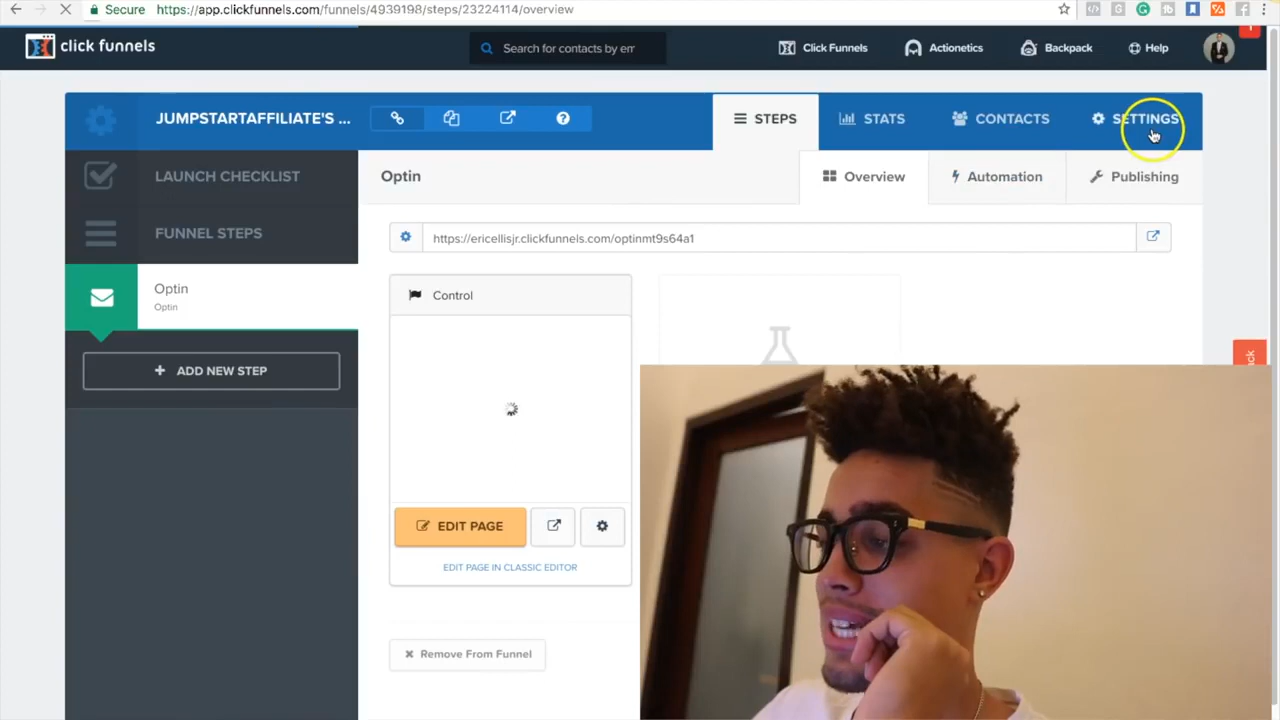 Secure https://app.clickfunnels.com/funnels/4939198/steps/23224114/overview
click funnels
Search for contacts by em
Click Funnels
Actionetics
Backpack
Help
JUMPSTARTAFFILIATE'S ...
STEPS
STATS
CONTACTS
SETTINGS
LAUNCH CHECKLIST
Optin
Overview
Automation
Publishing
FUNNEL STEPS
https://ericellisjr.clickfunnels.com/optinmt9s64a1
Optin
Optin
Control
ADD NEW STEP
EDIT PAGE
EDIT PAGE IN CLASSIC EDITOR
Remove From Funnel